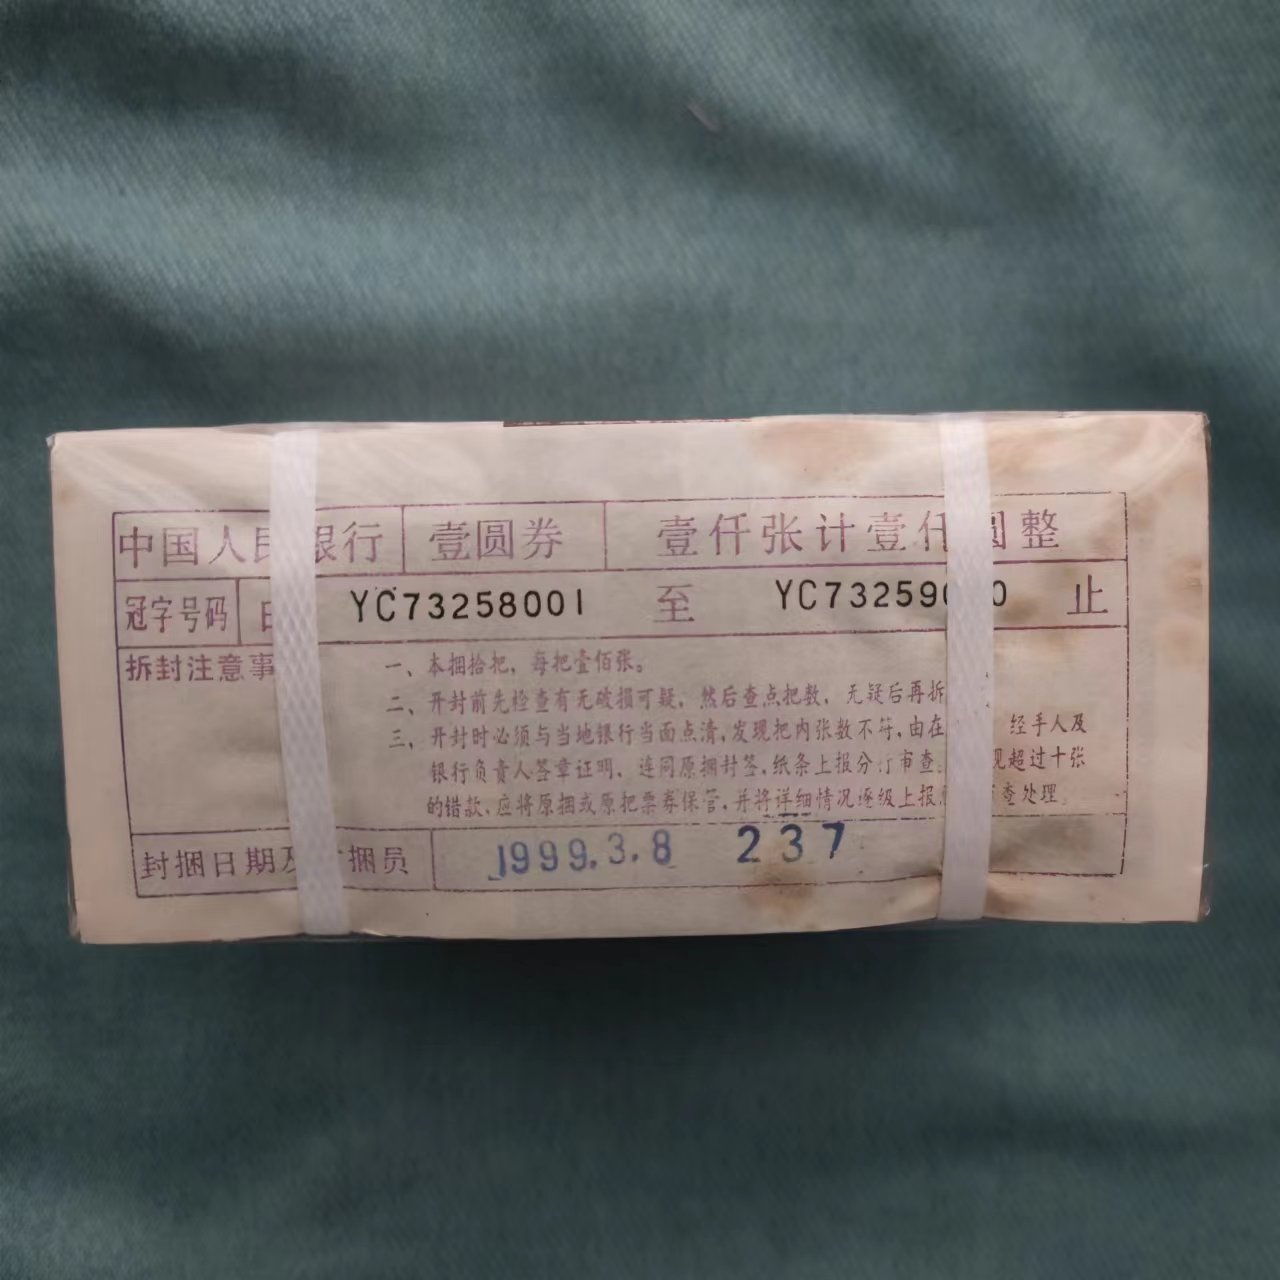 中国人民银行 壹圆券 壹仟张计壹仟圆整
冠字号码 YC73258001 至 YC73259 0 止
拆封注意事
一、本捆拾把，每把壹佰张。
二、开封前先检查有无破损可疑，然后查点把数，无疑后再拆
三、开封时必须与当地银行当面点清，发现把内张数不符，由在 经手人及
银行负责人签章证明，连同原捆封签，纸条上报分行审查。 现超过十张
的错款，应将原捆或原把票券保管，并将详细情况逐级上报 查处理。
封捆日期及 捆员 1999.3.8 237